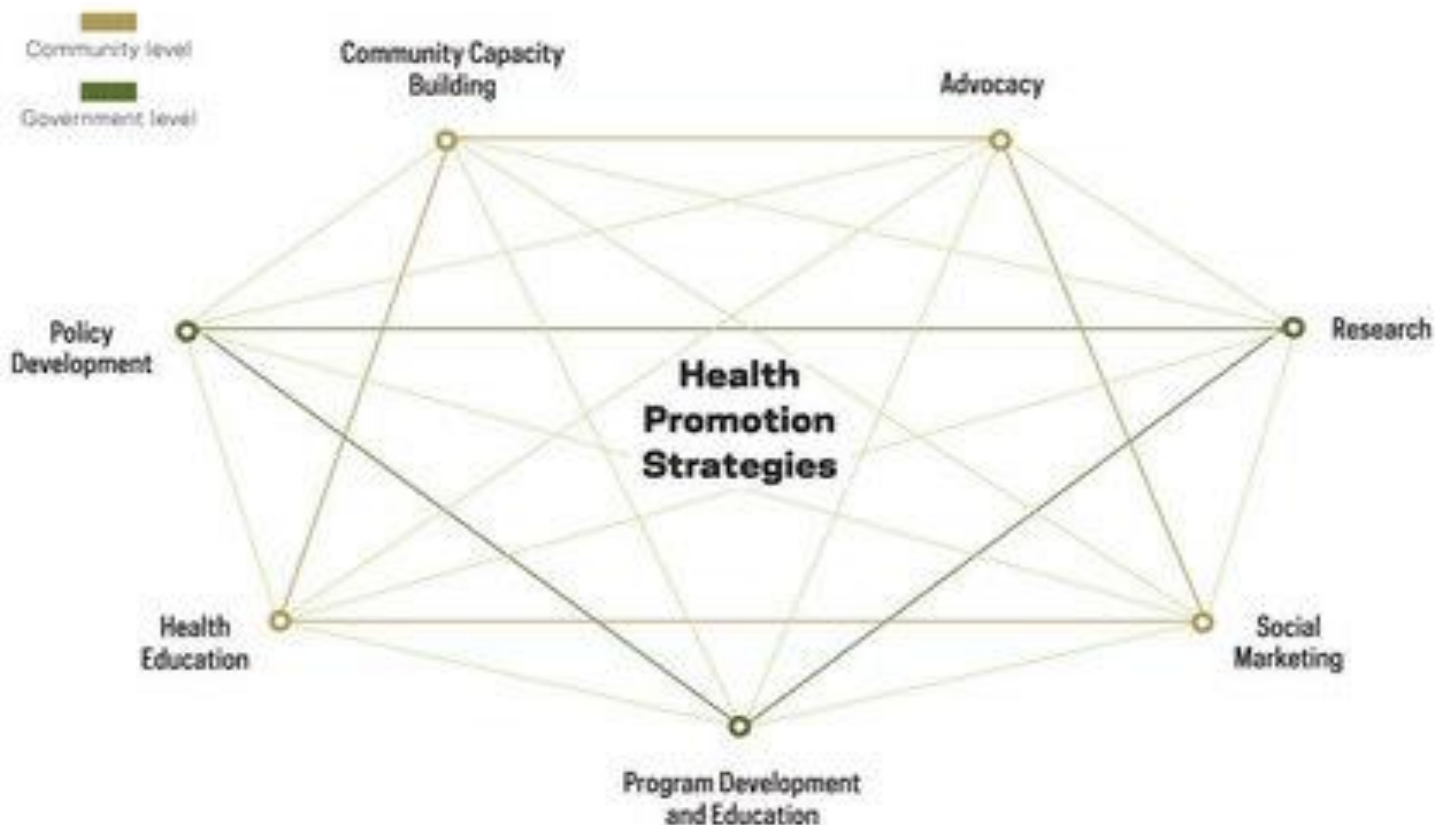 Community level
Government level
Community Capacity
Building
Advocacy
Policy
Development
Research
Health
Promotion
Strategies
Health
Education
Social
Marketing
Program Development
and Education